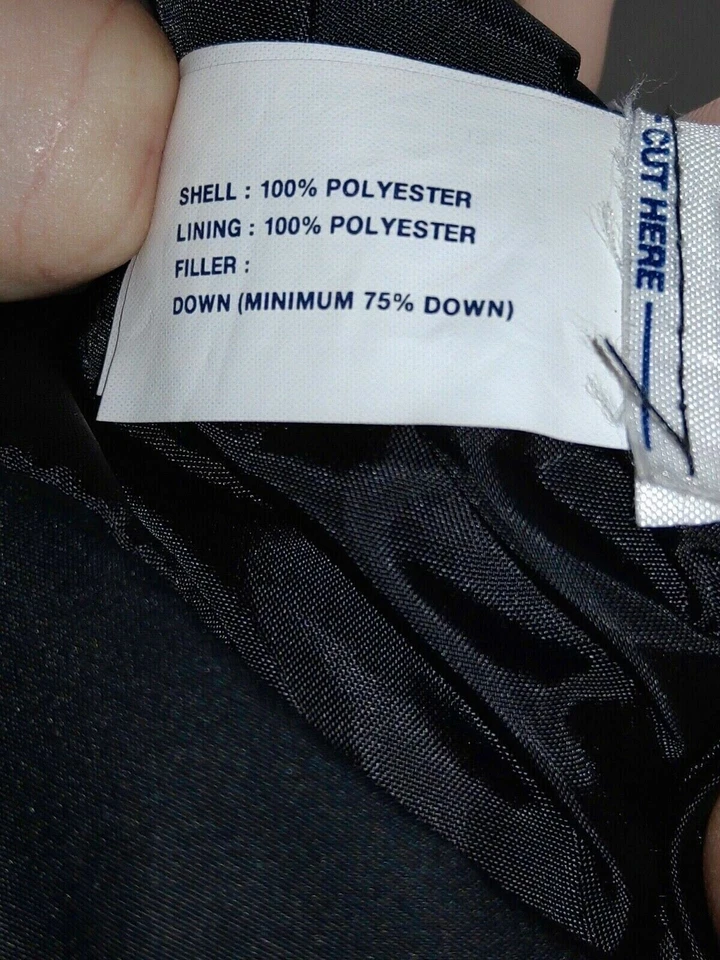 SHELL : 100% POLYESTER
LINING : 100% POLYESTER
FILLER :
DOWN (MINIMUM 75% DOWN)
- CUT HERE —